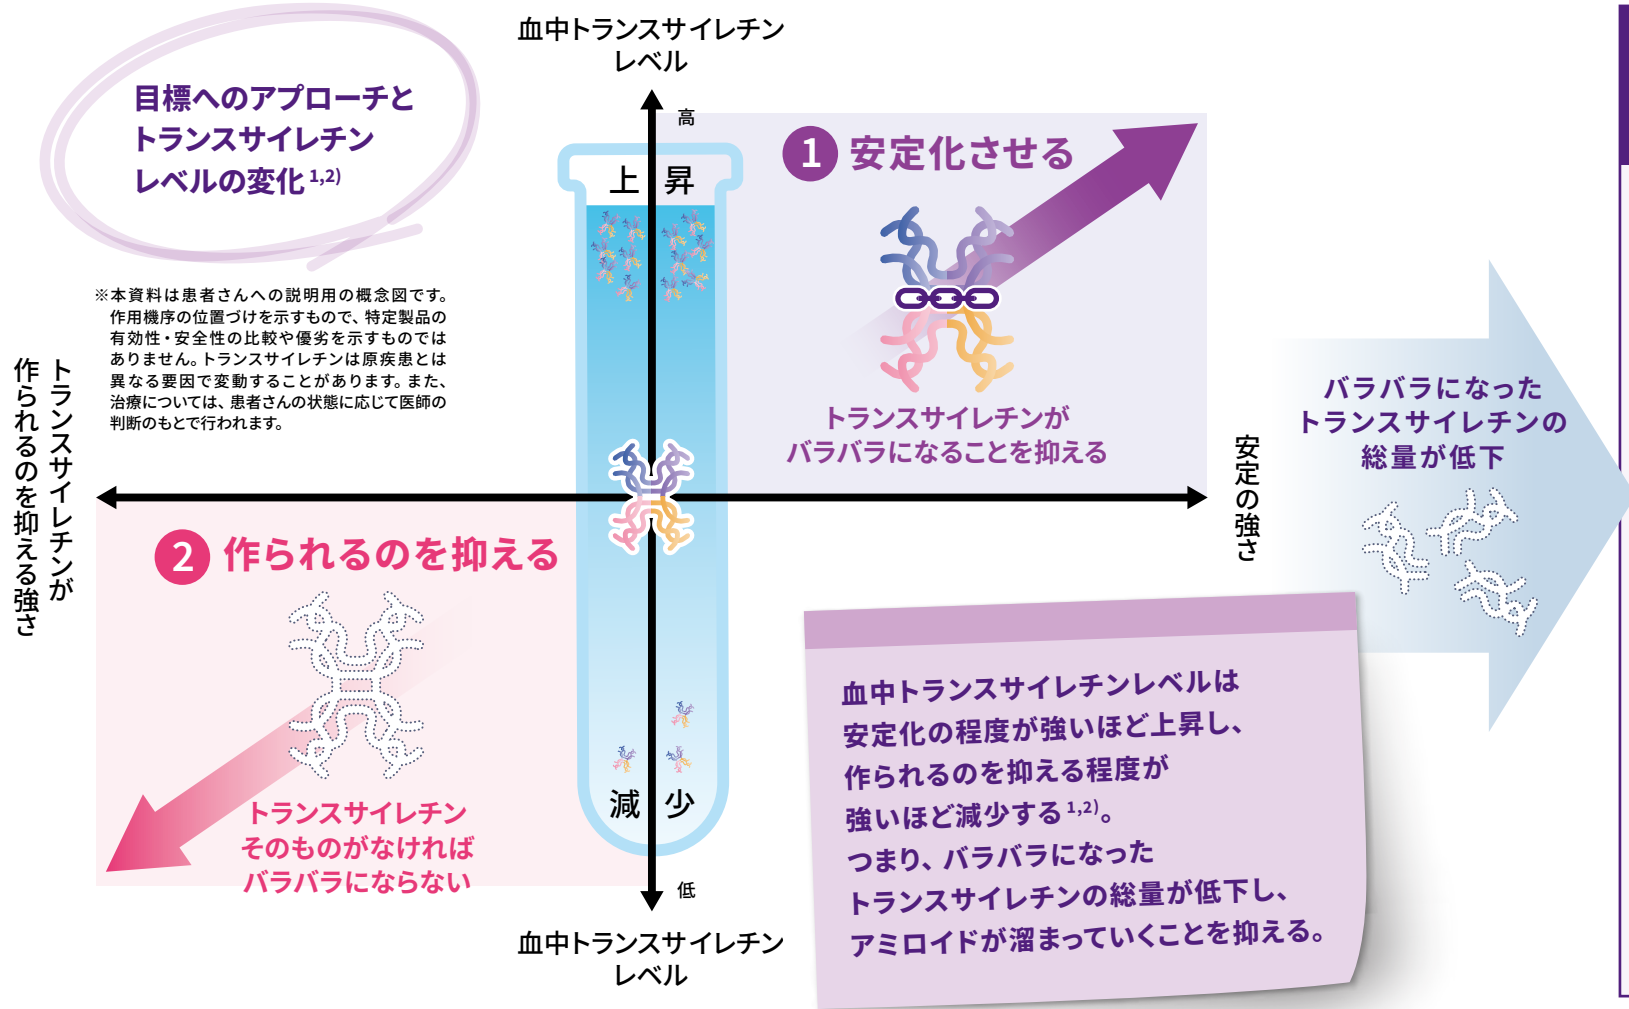 目標へのアプローチと
トランスサイレチン
レベルの変化 1,2)
※本資料は患者さんへの説明用の概念図です。
作用機序の位置づけを示すもので、特定製品の
有効性・安全性の比較や優劣を示すものでは
ありません。トランスサイレチンは原疾患とは
異なる要因で変動することがあります。また、
治療については、患者さんの状態に応じて医師の
判断のもとで行われます。
血中トランスサイレチン
レベル
高
上昇
1 安定化させる
トランスサイレチンが
バラバラになることを抑える
安定の強さ
トランスサイレチンが
作られるのを抑える強さ
2 作られるのを抑える
トランスサイレチン
そのものがなければ
バラバラにならない
減少
低
血中トランスサイレチン
レベル
バラバラになった
トランスサイレチンの
総量が低下
血中トランスサイレチンレベルは
安定化の程度が強いほど上昇し、
作られるのを抑える程度が
強いほど減少する 1,2)。
つまり、バラバラになった
トランスサイレチンの総量が低下し、
アミロイドが溜まっていくことを抑える。